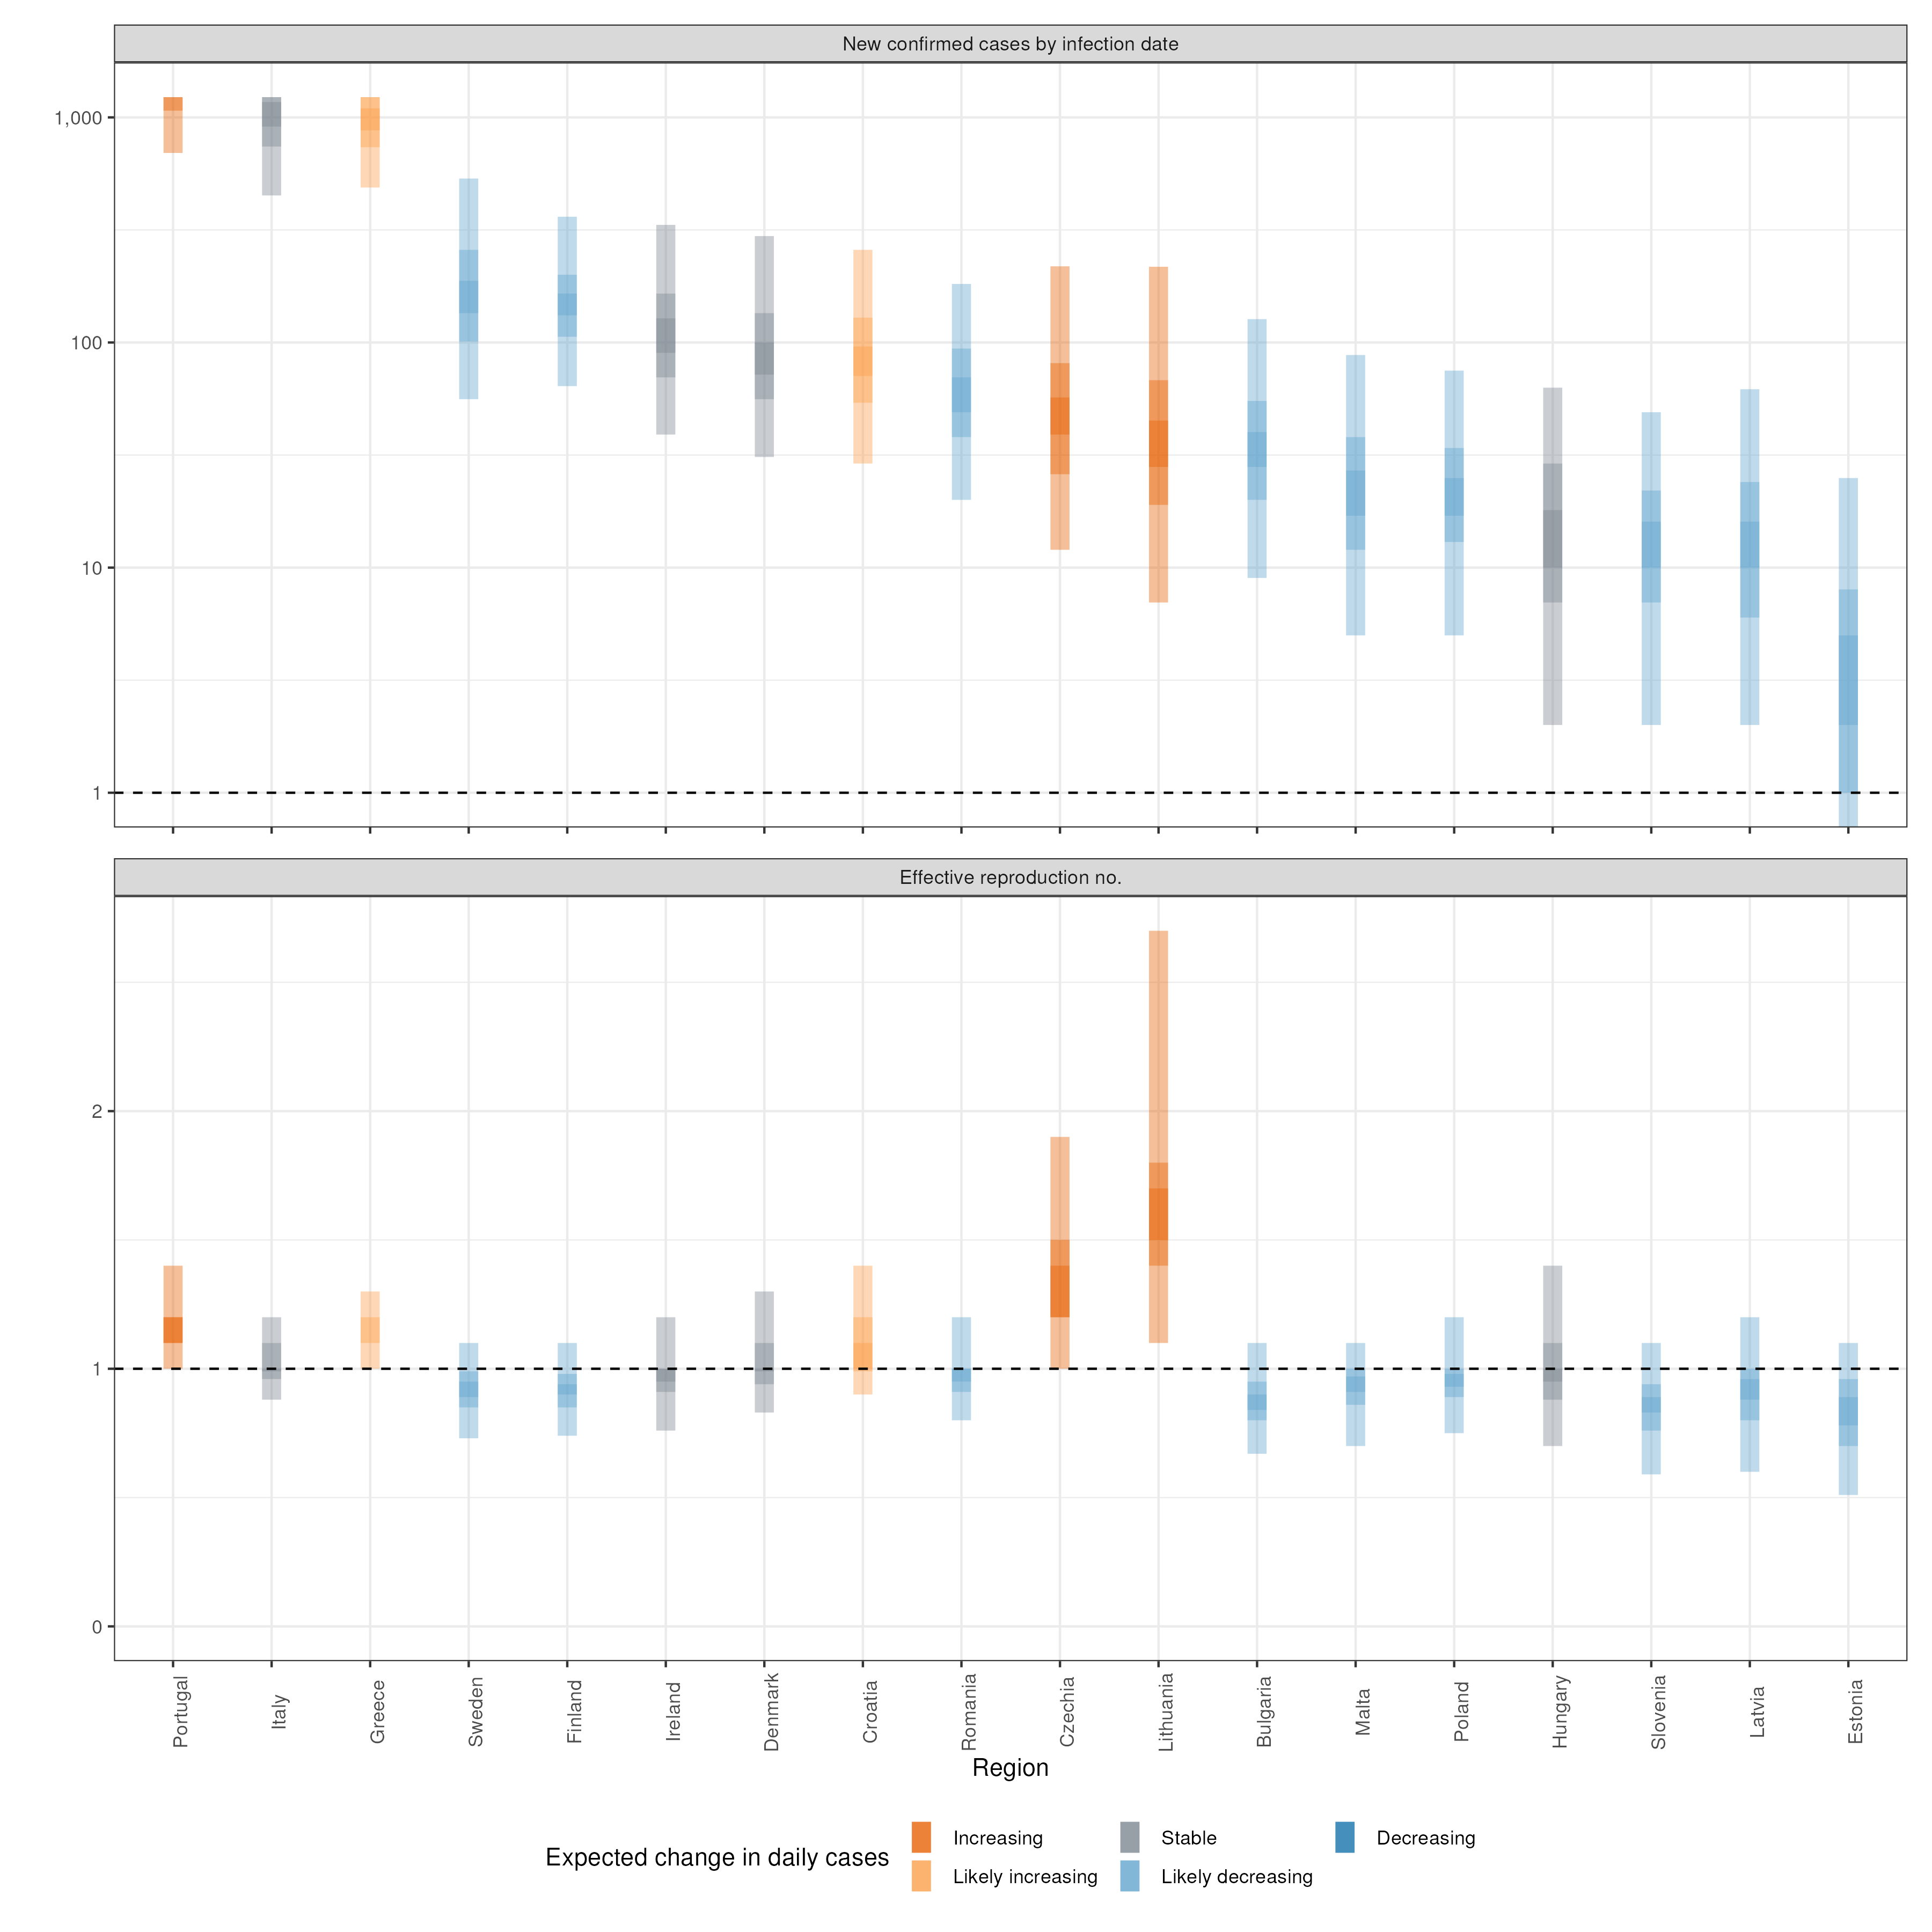 New confirmed cases by infection date
1,000
100
10
1
Effective reproduction no.
2
1
0
Portugal
Italy
Greece
Sweden
Finland
Ireland
Denmark
Croatia
Romania
Czechia
Lithuania
Bulgaria
Malta
Poland
Hungary
Slovenia
Latvia
Estonia
Region
Expected change in daily cases
Increasing
Likely increasing
Stable
Likely decreasing
Decreasing